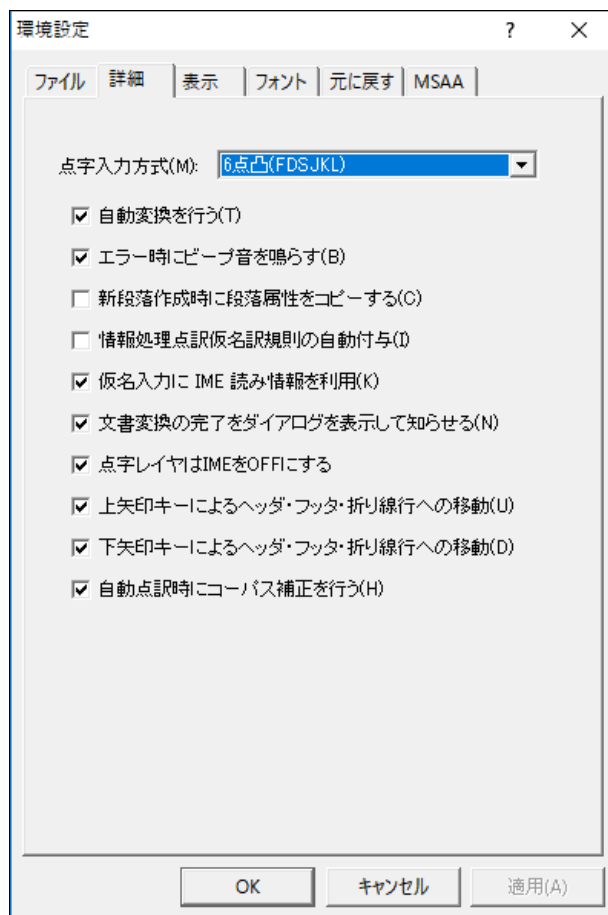 環境設定
ファイル 詳細 表示 フォント 元に戻す MSAA
点字入力方式(M): 6点凸(FDSJKL)
自動変換を行う(T)
エラー時にビープ音を鳴らす(B)
新段落作成時に段落属性をコピーする(C)
情報処理点訳仮名訳規則の自動付与(I)
仮名入力に IME 読み情報を利用(K)
文書変換の完了をダイアログを表示して知らせる(N)
点字レイヤはIMEをOFFにする
上矢印キーによるヘッダ・フッタ・折り線行への移動(U)
下矢印キーによるヘッダ・フッタ・折り線行への移動(D)
自動点訳時にコーパス補正を行う(H)
OK キャンセル 適用(A)